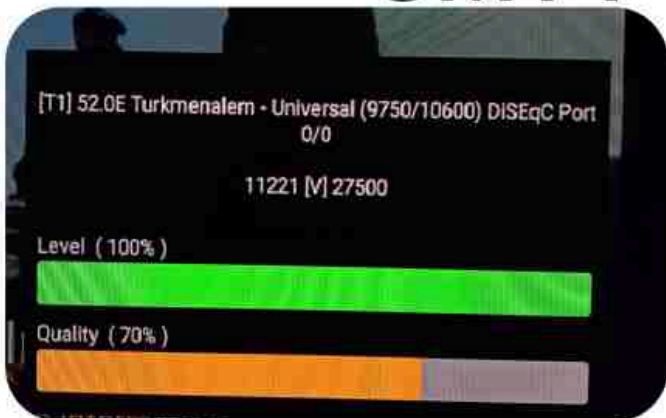 [T1] 52.0E Turkmenalem - Universal (9750/10600) DiSEqC Port
0/0
11221 [V] 27500
Level ( 100% )
Quality ( 70% )